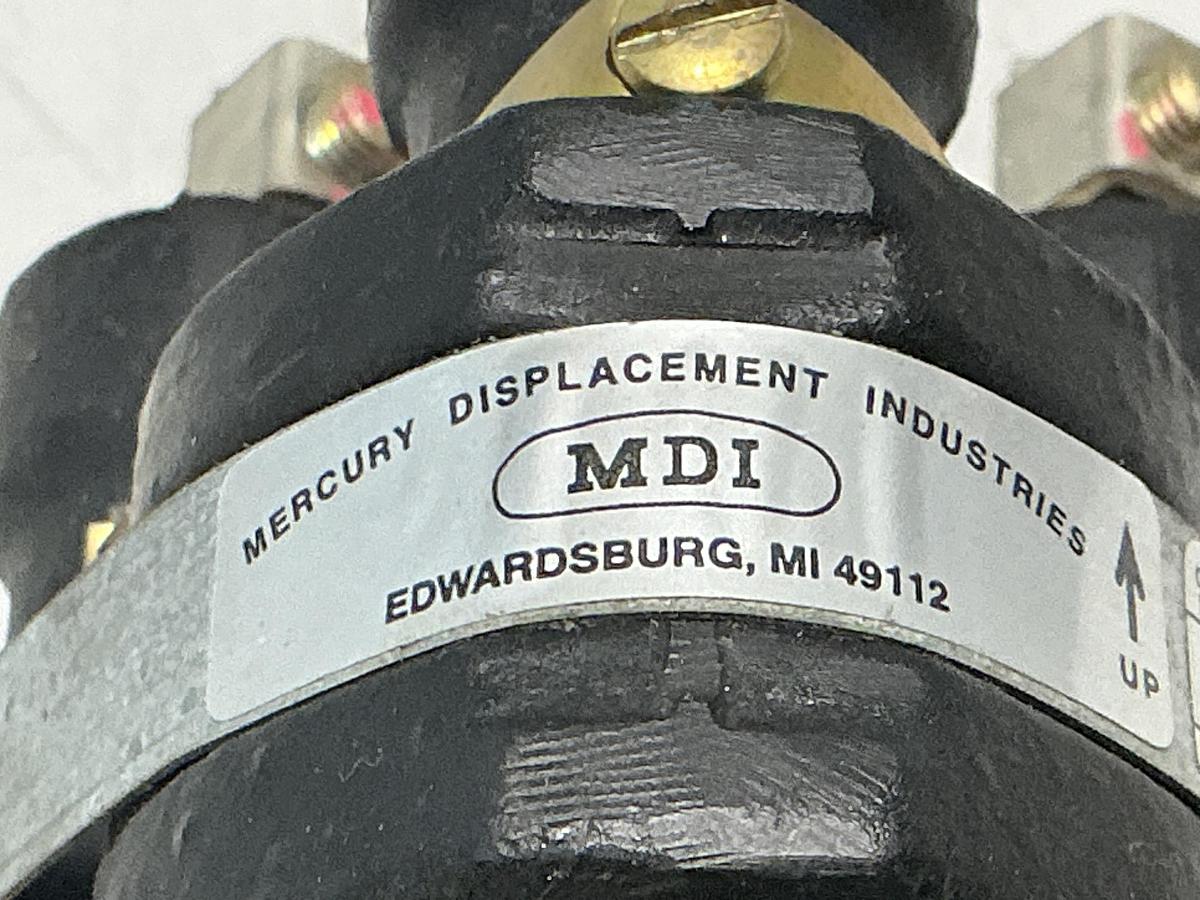 MERCURY DISPLACEMENT INDUSTRIES
MDI
EDWARDSBURG, MI 49112
UP